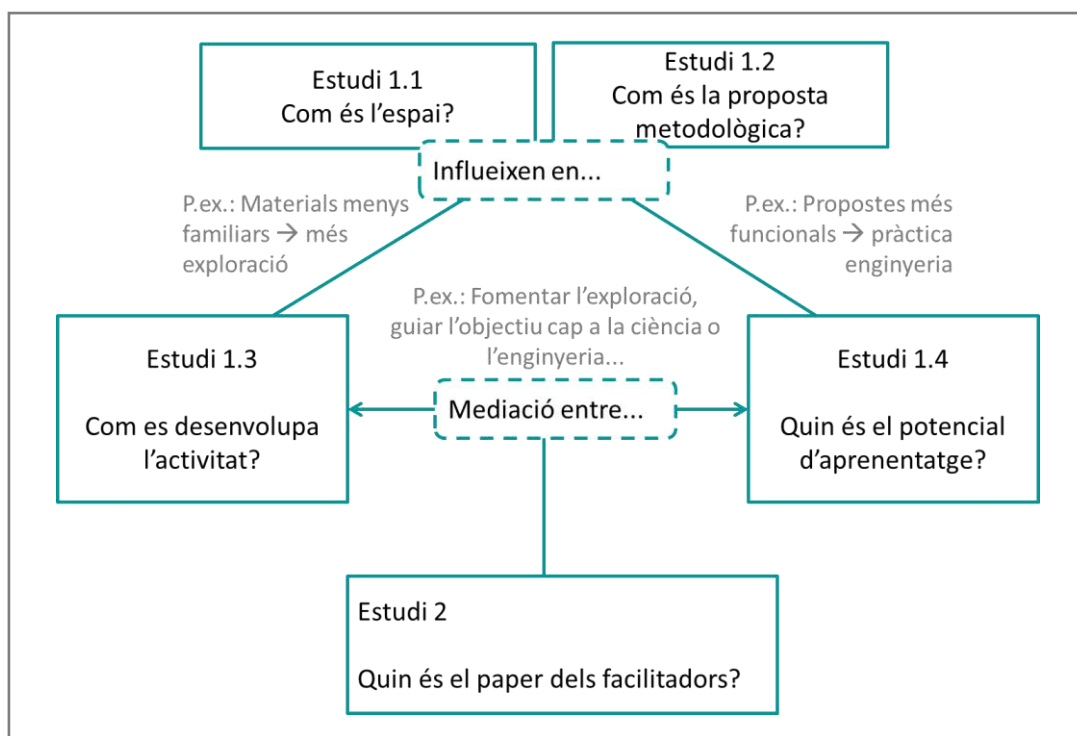 Estudi 1.1
Com és l'espai?
Estudi 1.2
Com és la proposta
metodològica?
Influeixen en...
P.ex.: Materials menys
familiars → més
exploració
P.ex.: Propostes més
funcionals → pràctica
enginyeria
P.ex.: Fomentar l'exploració,
guiar l'objectiu cap a la ciència o
l'enginyeria...
Estudi 1.3
Com es desenvolupa
l'activitat?
Mediació entre...
Estudi 1.4
Quin és el potencial
d'aprenentatge?
Estudi 2
Quin és el paper dels facilitadors?